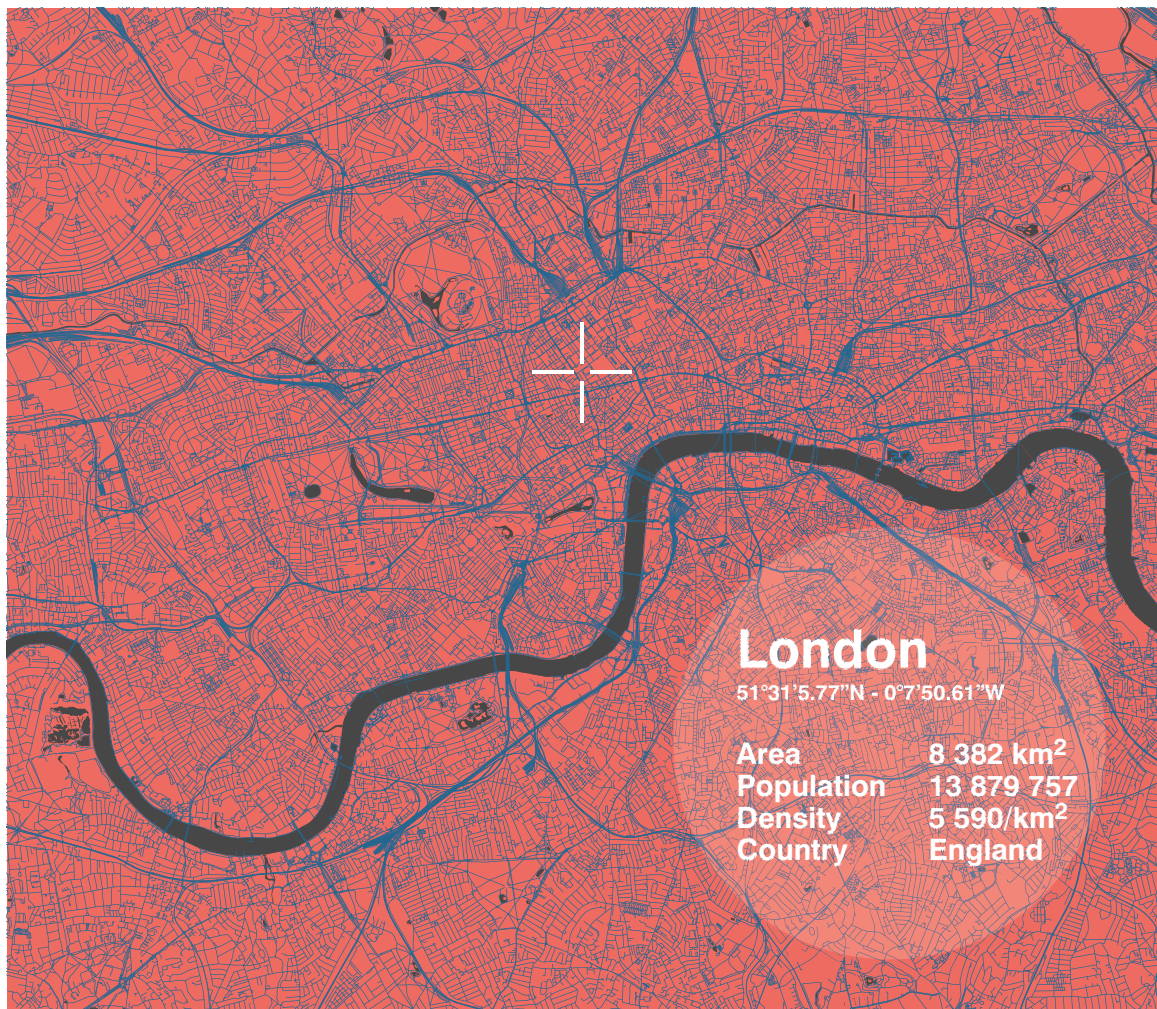 London
51°31’5.77”N - 0°7’50.61”W
Area 8 382 km²
Population 13 879 757
Density 5 590/km²
Country England